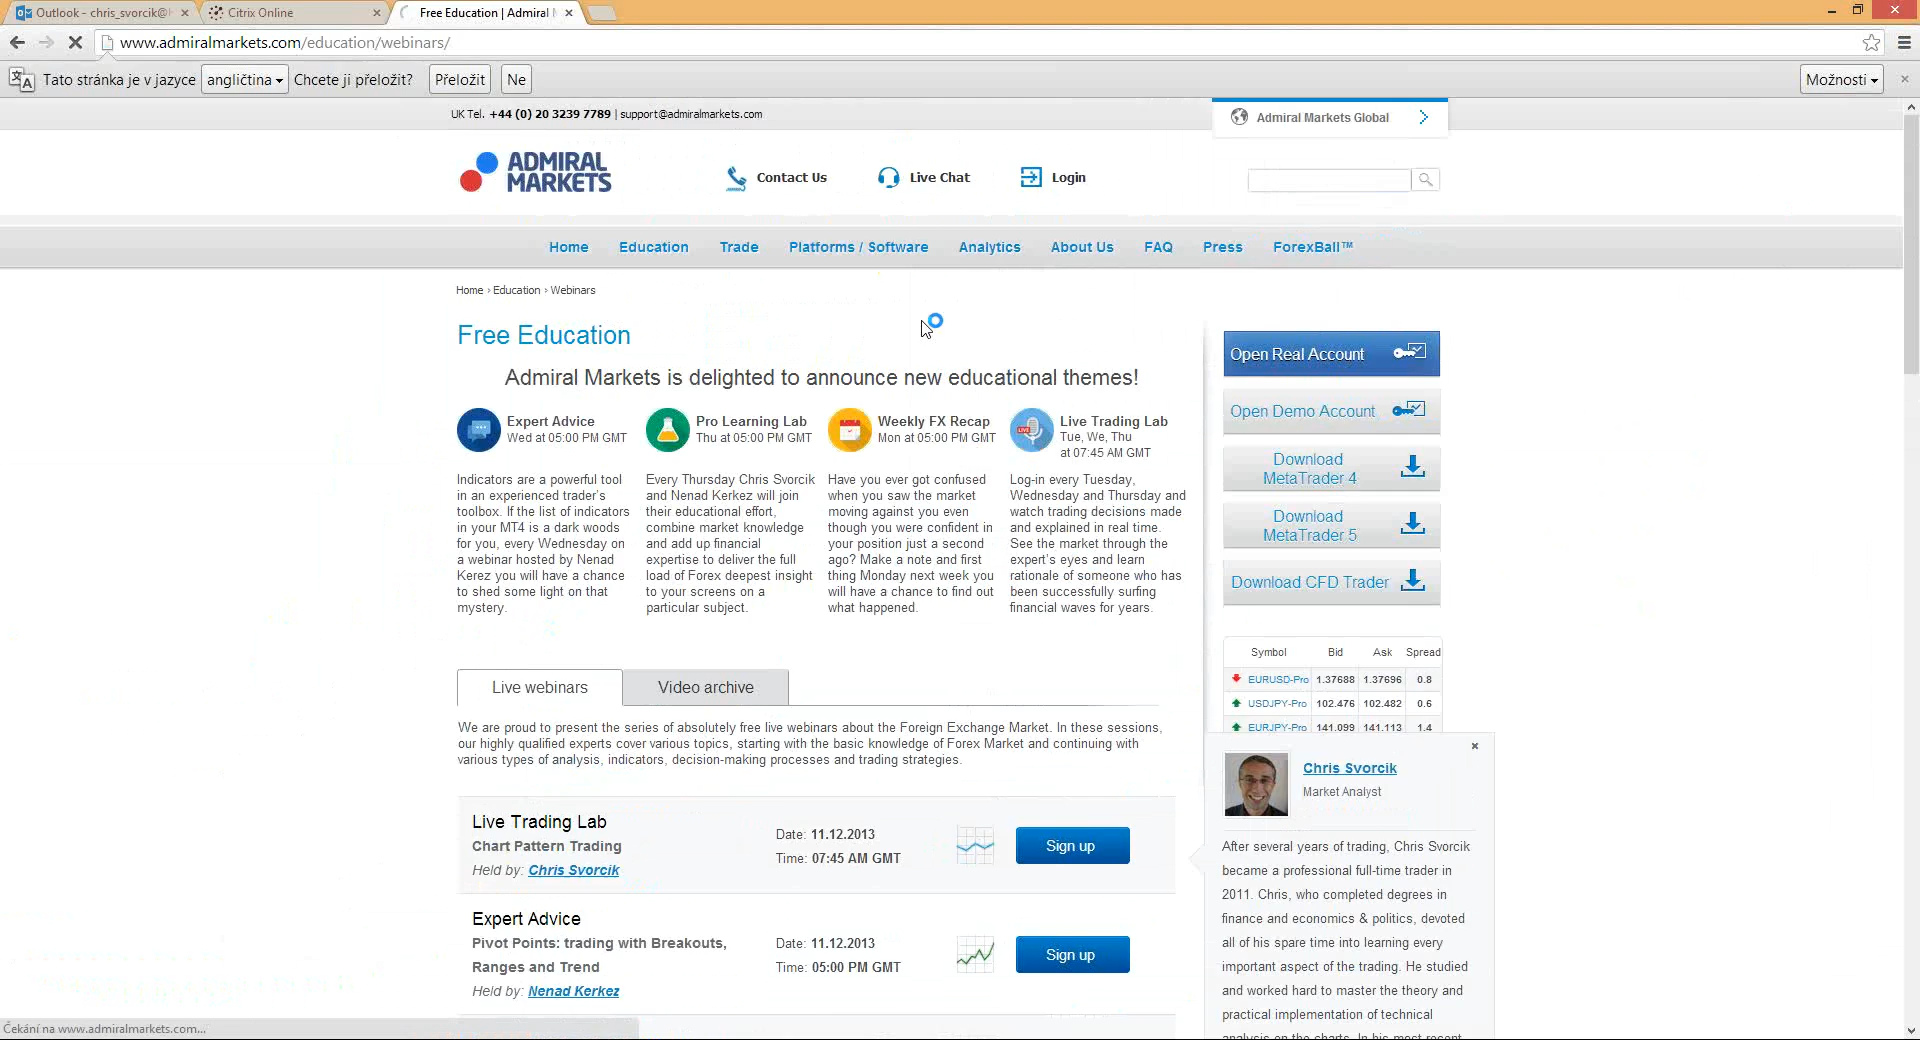 Outlook - chris_svorcik@
Citrix Online
Free Education | Admiral
www.admiralmarkets.com/education/webinars/
Tato stránka je v jazyce angličtina Chcete ji přeložit? Přeložit Ne Možnosti
UK Tel. +44 (0) 20 3239 7789 | support@admiralmarkets.com
Admiral Markets Global
ADMIRAL
MARKETS
Contact Us Live Chat Login
Home Education Trade Platforms / Software Analytics About Us FAQ Press ForexBall™
Home › Education › Webinars
Free Education
Admiral Markets is delighted to announce new educational themes!
Expert Advice
Wed at 05:00 PM GMT
Indicators are a powerful tool
in an experienced trader's
toolbox. If the list of indicators
in your MT4 is a dark woods
for you, every Wednesday on
a webinar hosted by Nenad
Kerez you will have a chance
to shed some light on that
mystery.
Pro Learning Lab
Thu at 05:00 PM GMT
Every Thursday Chris Svorcik
and Nenad Kerkez will join
their educational effort,
combine market knowledge
and add up financial
expertise to deliver the full
load of Forex deepest insight
to your screens on a
particular subject.
Weekly FX Recap
Mon at 05:00 PM GMT
Have you ever got confused
when you saw the market
moving against you even
though you were confident in
your position just a second
ago? Make a note and first
thing Monday next week you
will have a chance to find out
what happened.
Live Trading Lab
Tue, We, Thu
at 07:45 AM GMT
LIVE
Log-in every Tuesday,
Wednesday and Thursday and
watch trading decisions made
and explained in real time.
See the market through the
expert's eyes and learn
rationale of someone who has
been successfully surfing
financial waves for years.
Open Real Account
Open Demo Account
Download
MetaTrader 4
Download
MetaTrader 5
Download CFD Trader
Symbol Bid Ask Spread
EURUSD-Pro 1.37688 1.37696 0.8
USDJPY-Pro 102.476 102.482 0.6
EURJPY-Pro 141.099 141.113 1.4
Live webinars
Video archive
We are proud to present the series of absolutely free live webinars about the Foreign Exchange Market. In these sessions,
our highly qualified experts cover various topics, starting with the basic knowledge of Forex Market and continuing with
various types of analysis, indicators, decision-making processes and trading strategies.
Live Trading Lab
Chart Pattern Trading
Held by: Chris Svorcik
Date: 11.12.2013
Time: 07:45 AM GMT
Sign up
Expert Advice
Pivot Points: trading with Breakouts,
Ranges and Trend
Held by: Nenad Kerkez
Date: 11.12.2013
Time: 05:00 PM GMT
Sign up
Chris Svorcik
Market Analyst
After several years of trading, Chris Svorcik
became a professional full-time trader in
2011. Chris, who completed degrees in
finance and economics & politics, devoted
all of his spare time into learning every
important aspect of the trading. He studied
and worked hard to master the theory and
practical implementation of technical
analysis on the charts. In his most recent
Čekání na www.admiralmarkets.com...